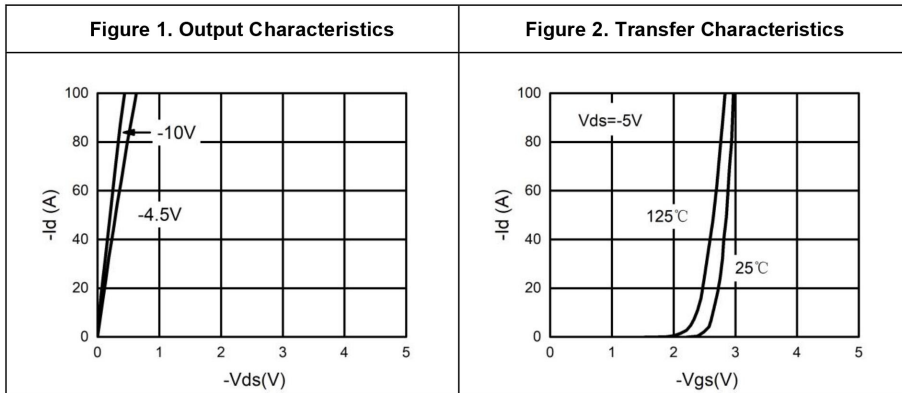 Figure 1. Output Characteristics
Figure 2. Transfer Characteristics
100
80
60
40
20
0
-Id (A)
-10V
-4.5V
0 1 2 3 4 5
-Vds(V)
100
80
60
40
20
0
-Id (A)
Vds=-5V
125℃
25℃
0 1 2 3 4 5
-Vgs(V)